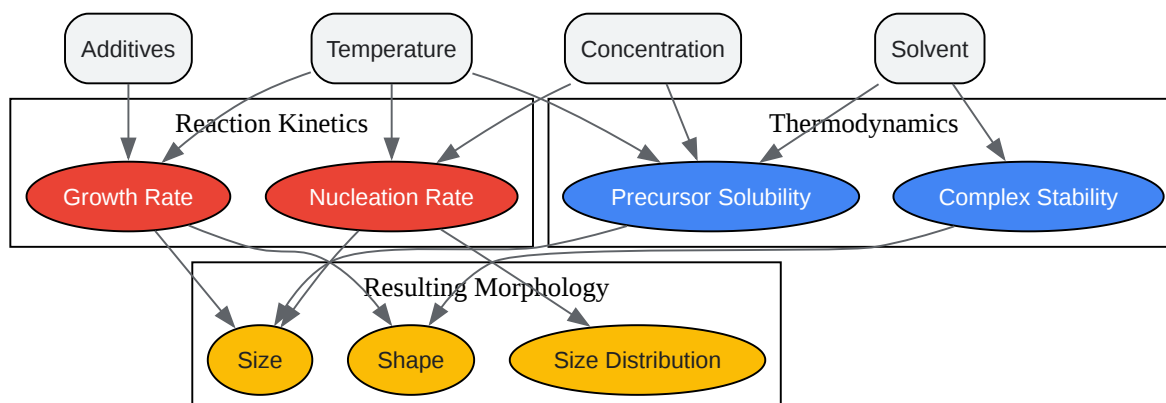 Additives
Temperature
Concentration
Solvent
Reaction Kinetics
Thermodynamics
Growth Rate
Nucleation Rate
Precursor Solubility
Complex Stability
Resulting Morphology
Size
Shape
Size Distribution